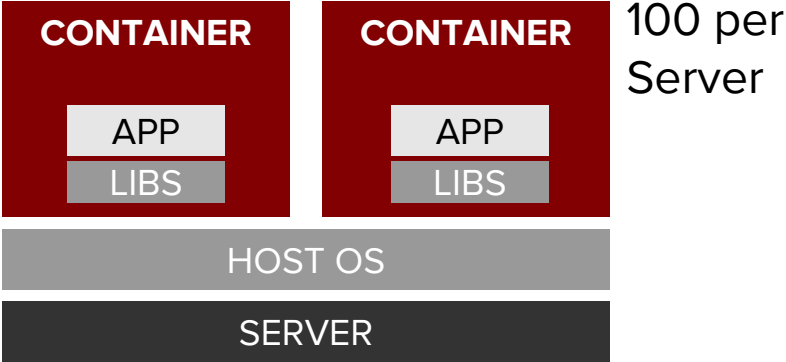 CONTAINER
APP
LIBS
CONTAINER
APP
LIBS
100 per
Server
HOST OS
SERVER